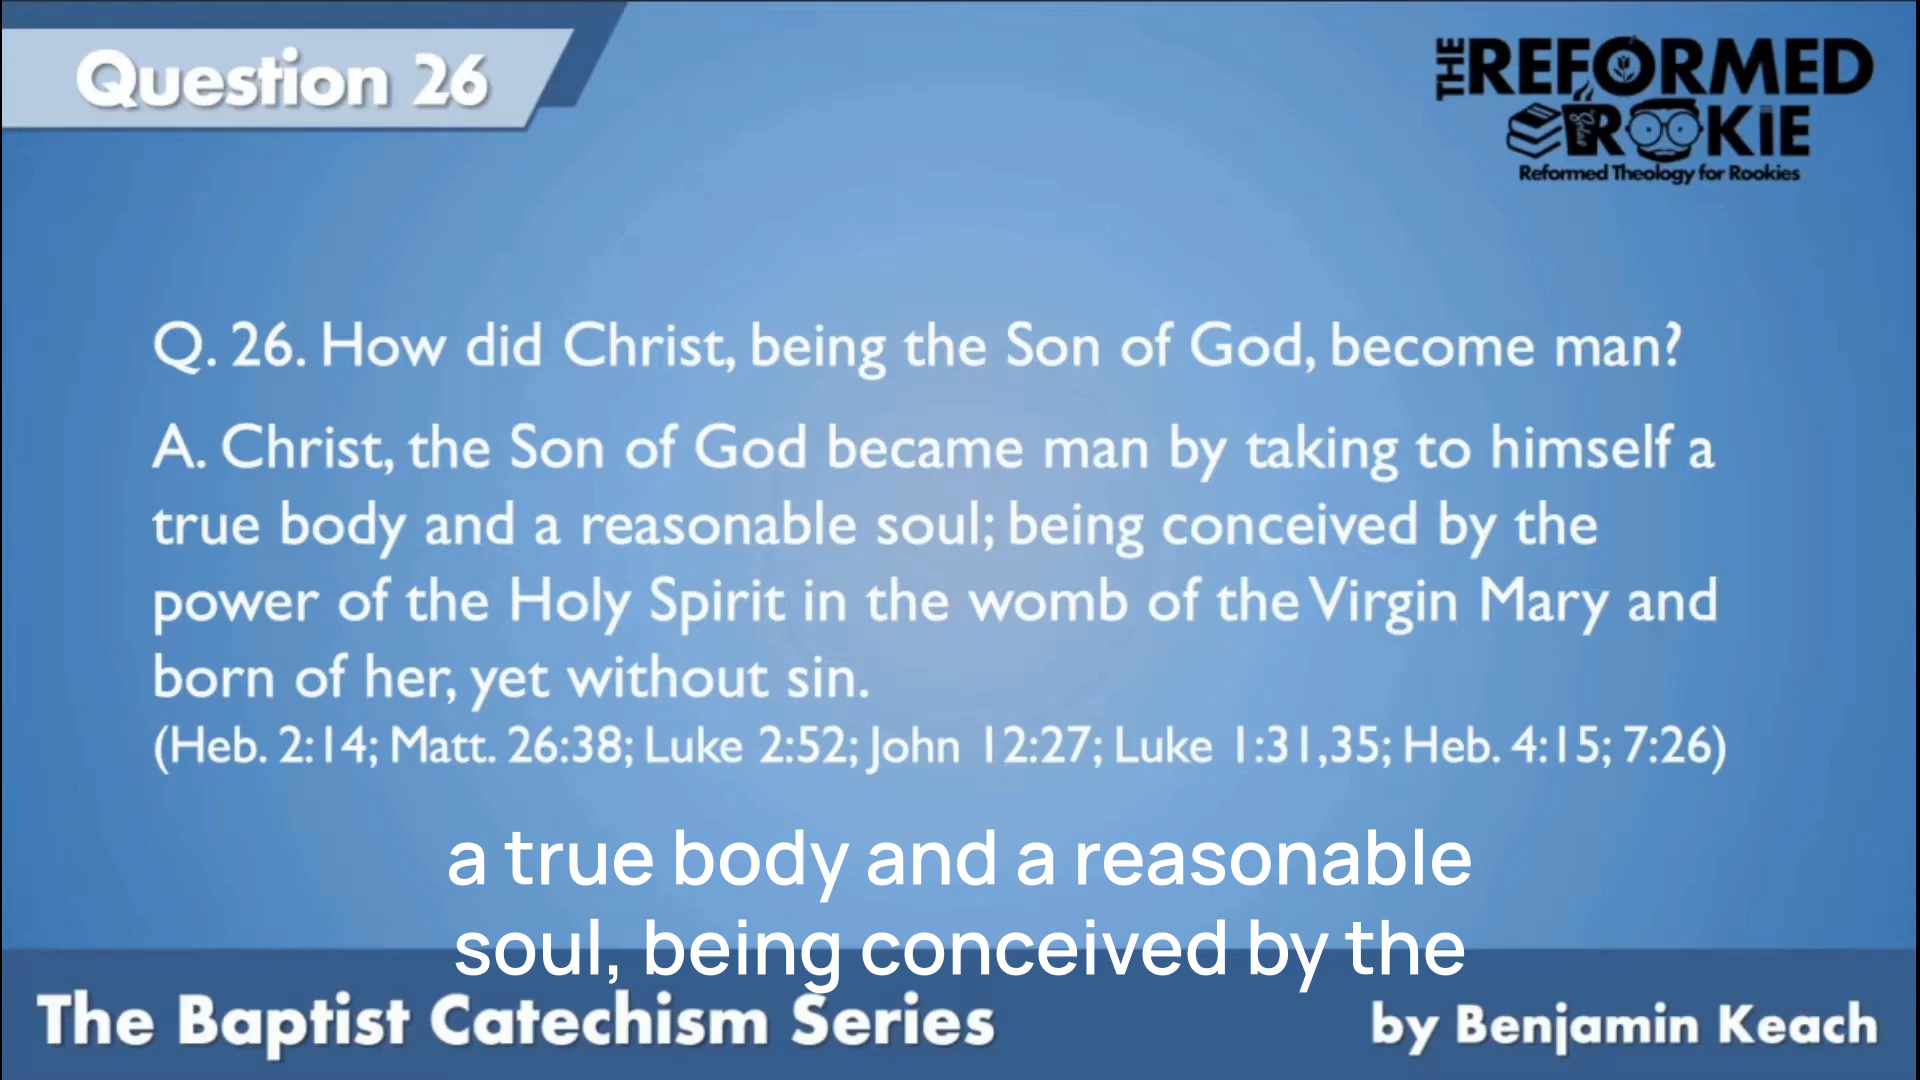 Question 26
THE REFORMED
ROOKIE
Reformed Theology for Rookies
Q. 26. How did Christ, being the Son of God, become man?
A. Christ, the Son of God became man by taking to himself a
true body and a reasonable soul; being conceived by the
power of the Holy Spirit in the womb of the Virgin Mary and
born of her, yet without sin.
(Heb. 2:14; Matt. 26:38; Luke 2:52; John 12:27; Luke 1:31,35; Heb. 4:15; 7:26)
a true body and a reasonable
soul, being conceived by the
The Baptist Catechism Series
by Benjamin Keach